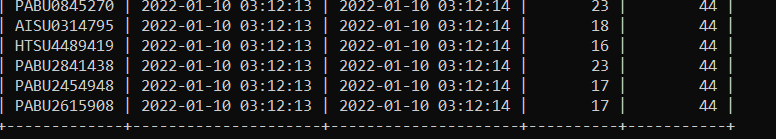 | PABU0845270 | 2022-01-10 03:12:13 | 2022-01-10 03:12:14 | 23 | 44 |
| AISU0314795 | 2022-01-10 03:12:13 | 2022-01-10 03:12:14 | 18 | 44 |
| HTSU4489419 | 2022-01-10 03:12:13 | 2022-01-10 03:12:14 | 16 | 44 |
| PABU2841438 | 2022-01-10 03:12:13 | 2022-01-10 03:12:14 | 23 | 44 |
| PABU2454948 | 2022-01-10 03:12:13 | 2022-01-10 03:12:14 | 17 | 44 |
| PABU2615908 | 2022-01-10 03:12:13 | 2022-01-10 03:12:14 | 17 | 44 |
+-------------+---------------------+---------------------+----------+-----------+